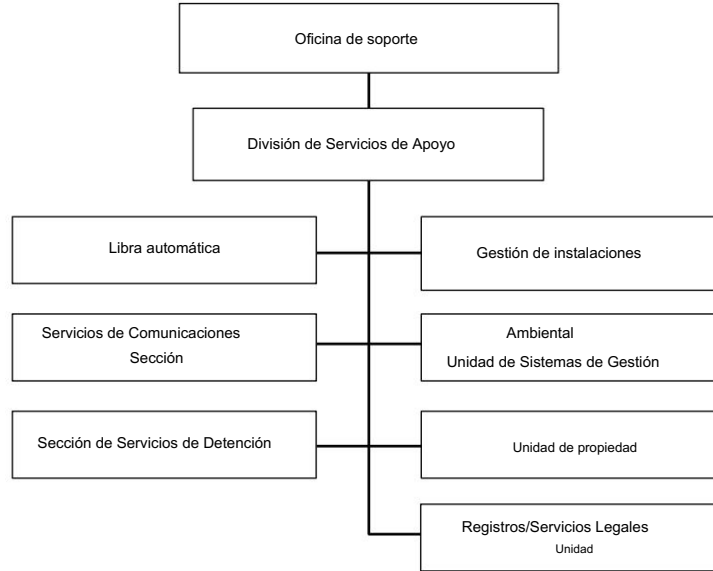 Oficina de soporte
División de Servicios de Apoyo
Libra automática
Gestión de instalaciones
Servicios de Comunicaciones
Sección
Ambiental
Unidad de Sistemas de Gestión
Sección de Servicios de Detención
Unidad de propiedad
Registros/Servicios Legales
Unidad